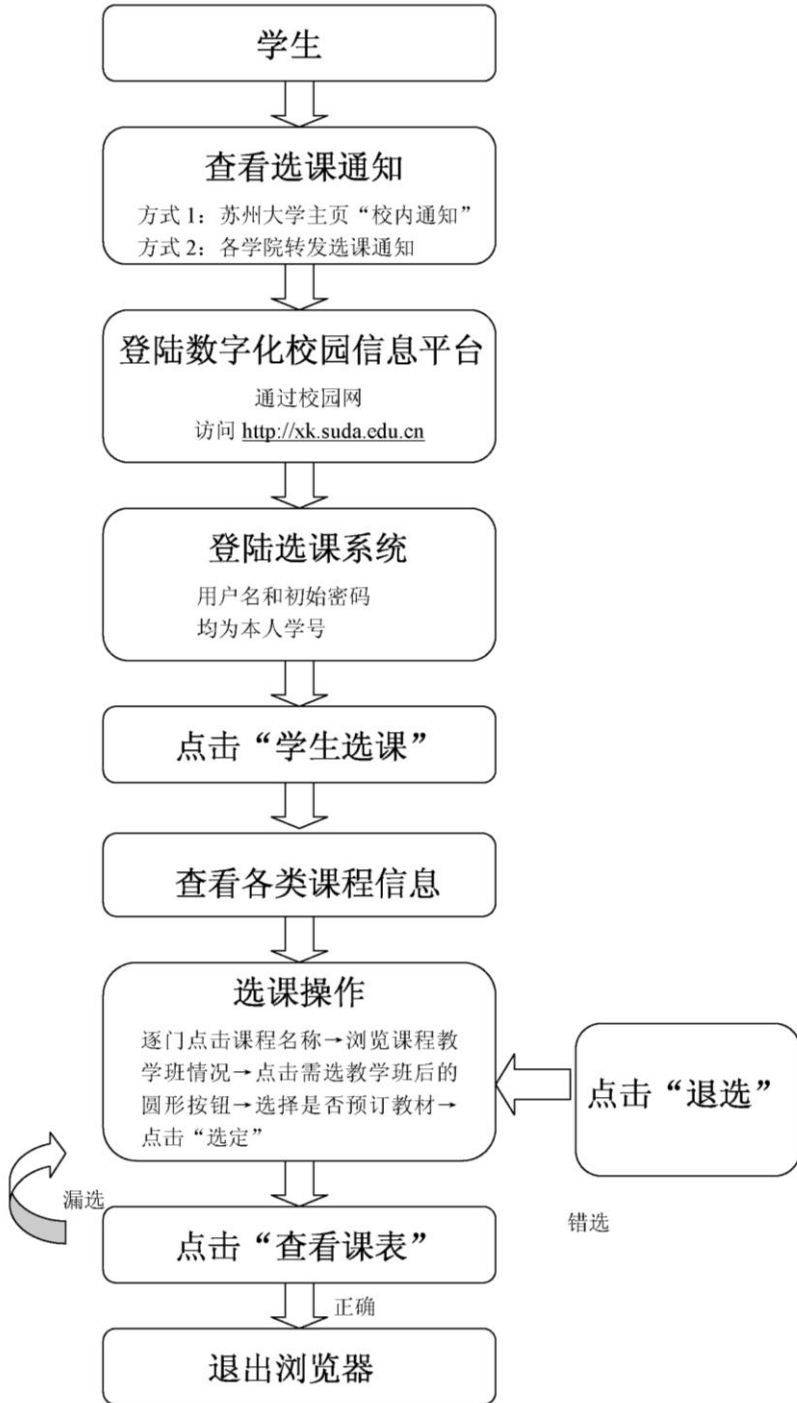 学生
查看选课通知
方式 1：苏州大学主页“校内通知”
方式 2：各学院转发选课通知
登陆数字化校园信息平台
通过校园网
访问 http://xk.suda.edu.cn
登陆选课系统
用户名和初始密码
均为本人学号
点击“学生选课”
查看各类课程信息
选课操作
逐门点击课程名称→浏览课程教
学班情况→点击需选教学班后的
圆形按钮→选择是否预订教材→
点击“选定”
点击“退选”
漏选
错选
点击“查看课表”
正确
退出浏览器